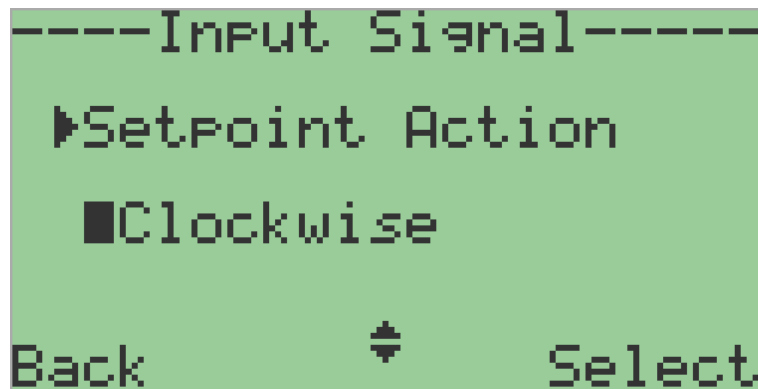 ----Input Signal-----
Setpoint Action
Clockwise
Back Select